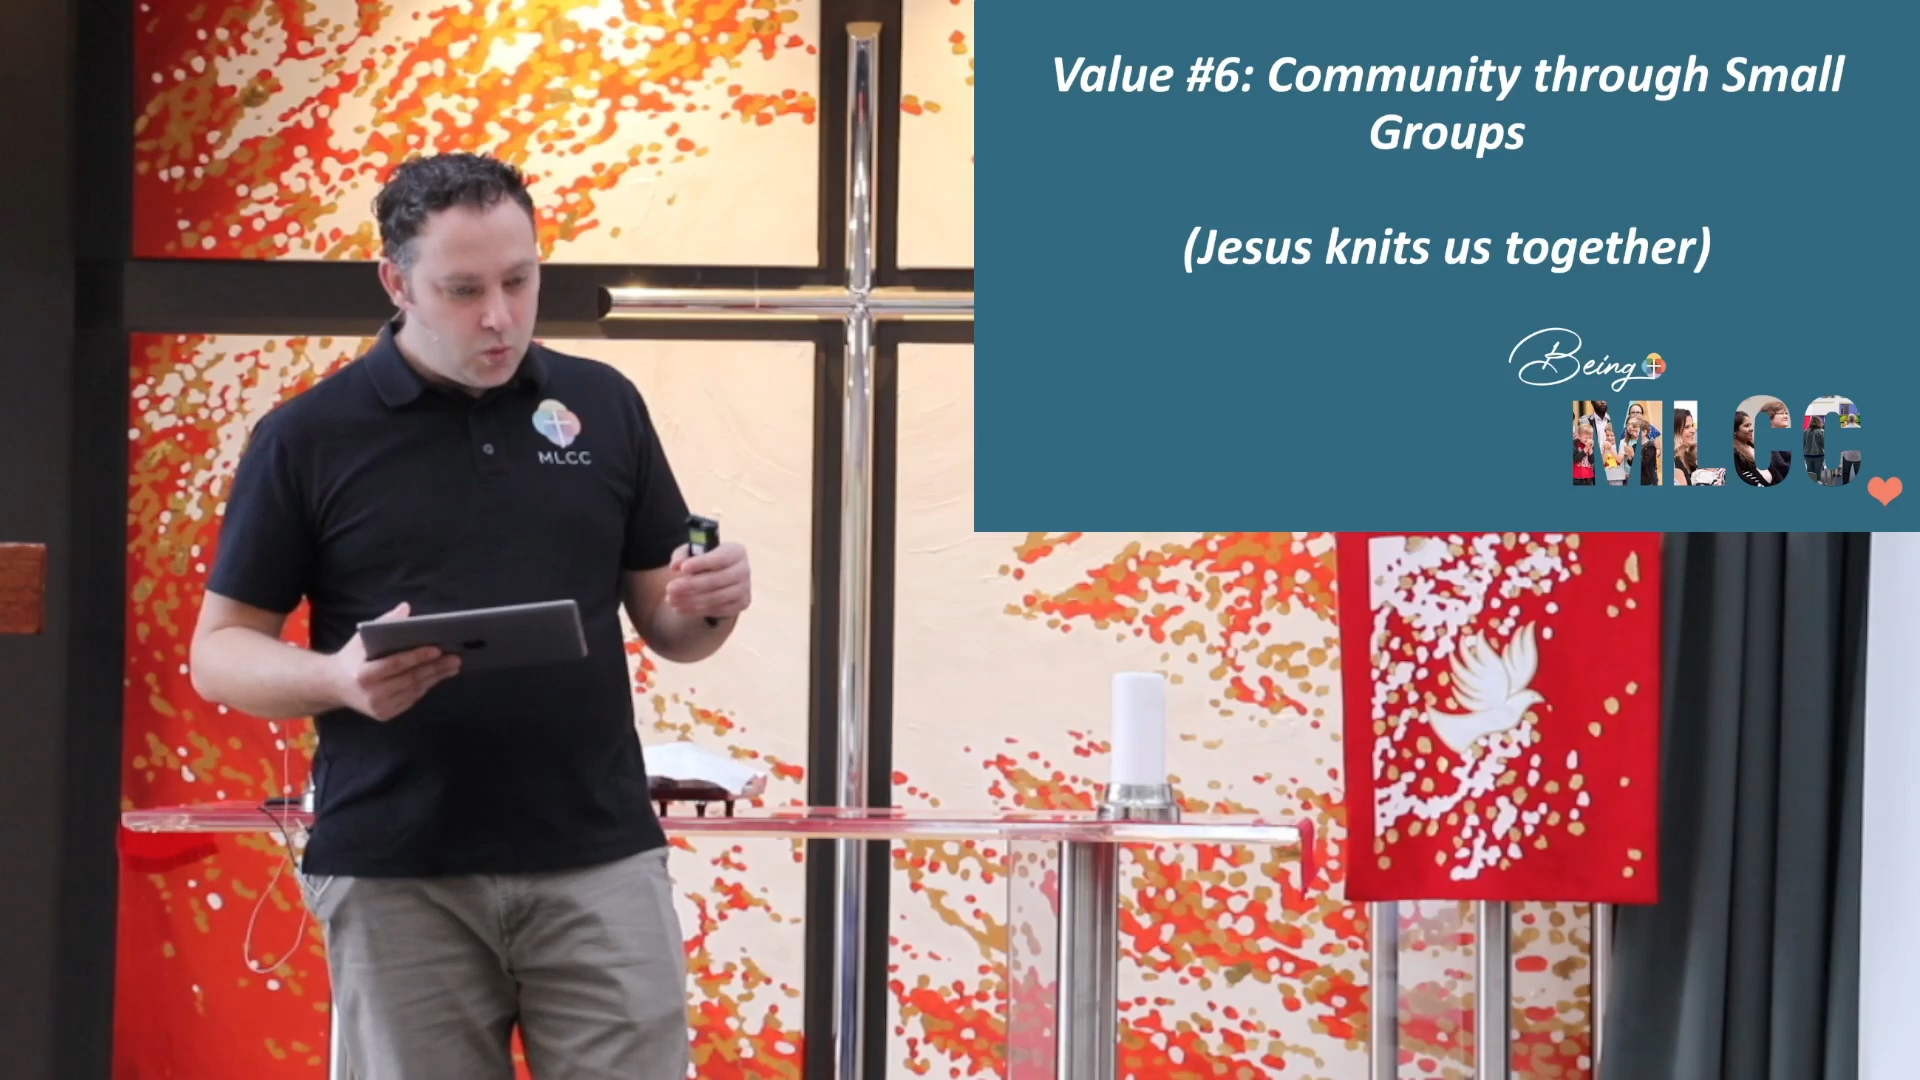 Value #6: Community through Small
Groups
(Jesus knits us together)
Being
MLCC
MLCC